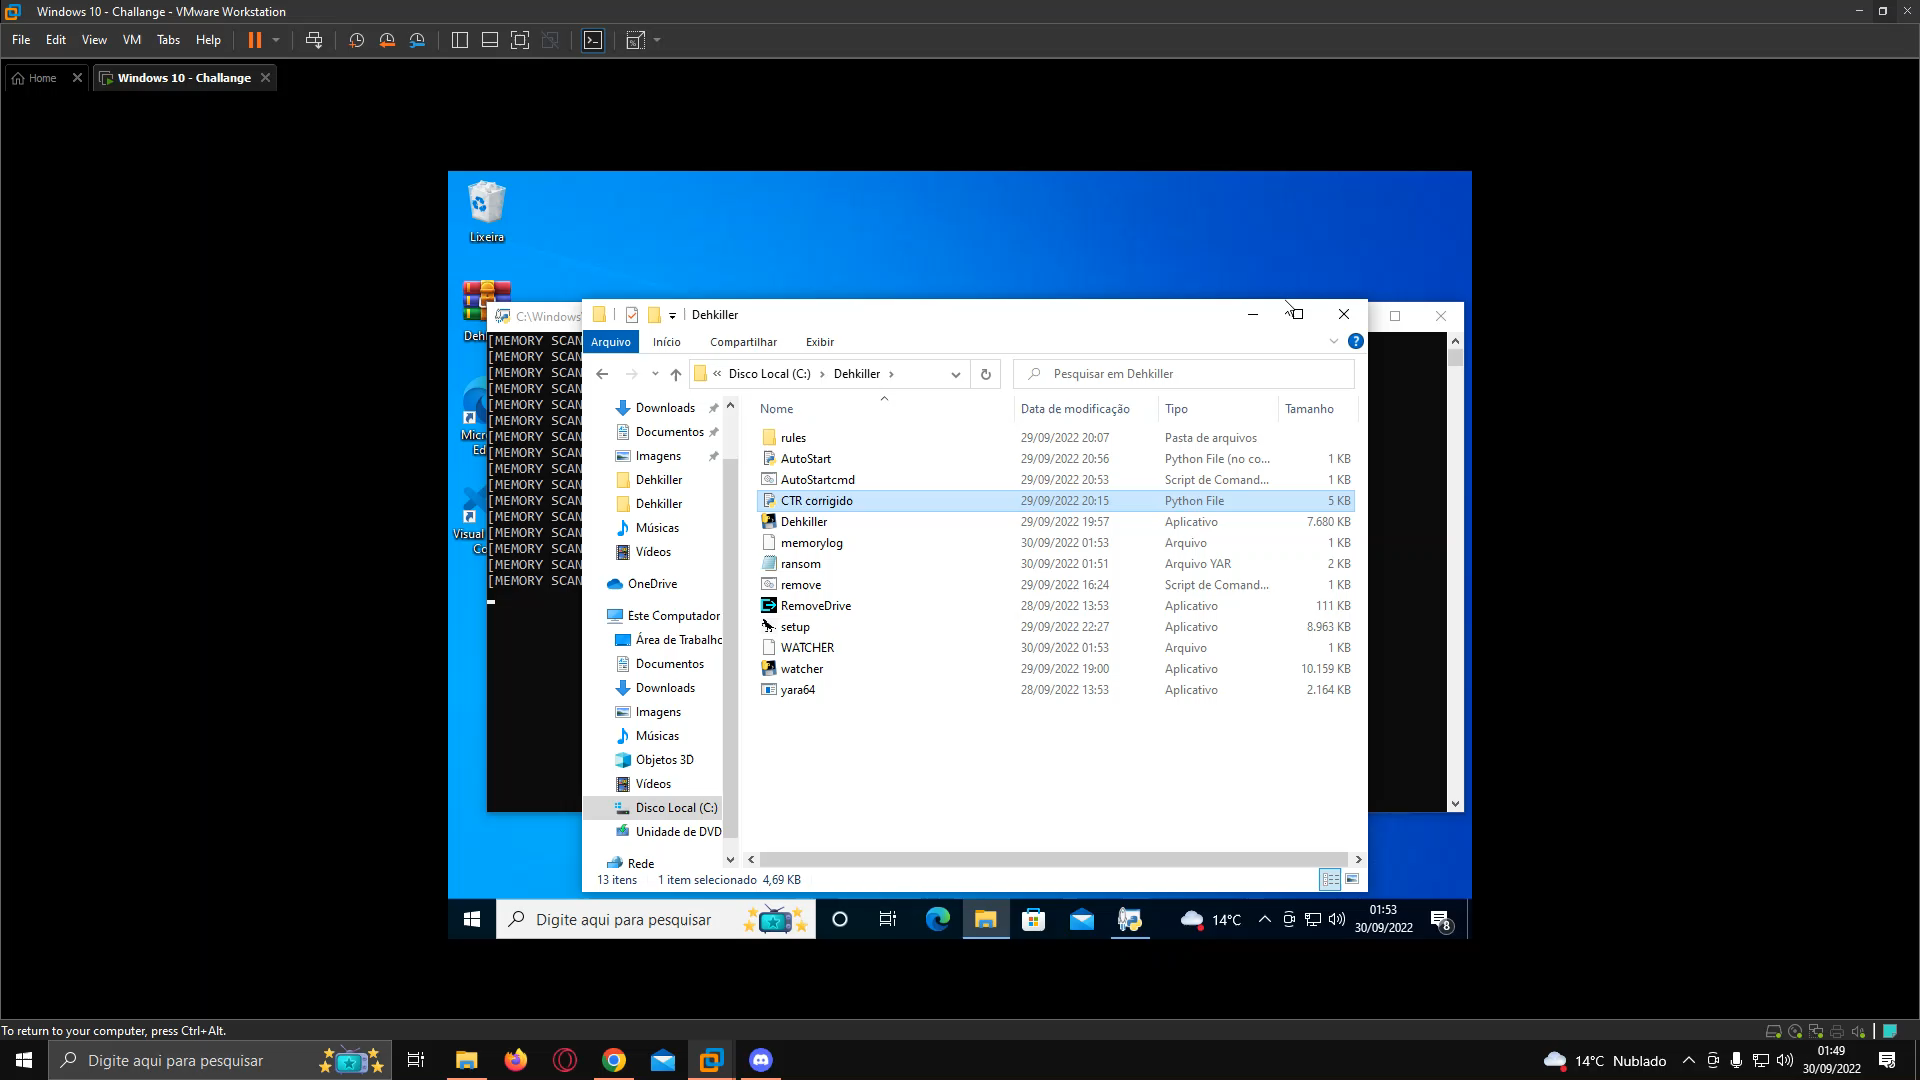 Windows 10 - Challange - VMware Workstation
File Edit View VM Tabs Help
Home Windows 10 - Challange
Lixeira
C:\Windows
Dehkiller
Deh
[MEMORY SCAN
Arquivo Início Compartilhar Exibir
[MEMORY SCAN
[MEMORY SCAN
Disco Local (C:) Dehkiller Pesquisar em Dehkiller
[MEMORY SCAN
[MEMORY SCAN
Downloads Nome Data de modificação Tipo Tamanho
[MEMORY SCAN
Documentos
Micr
[MEMORY SCAN
rules 29/09/2022 20:07 Pasta de arquivos
Ed
[MEMORY SCAN
Imagens AutoStart 29/09/2022 20:56 Python File (no co... 1 KB
[MEMORY SCAN
Dehkiller AutoStartcmd 29/09/2022 20:53 Script de Comand... 1 KB
[MEMORY SCAN
Dehkiller CTR corrigido 29/09/2022 20:15 Python File 5 KB
[MEMORY SCAN
Músicas Dehkiller 29/09/2022 19:57 Aplicativo 7.680 KB
[MEMORY SCAN
Visual
[MEMORY SCAN
Vídeos memorylog 30/09/2022 01:53 Arquivo 1 KB
Co
[MEMORY SCAN
ransom 30/09/2022 01:51 Arquivo YAR 2 KB
[MEMORY SCAN
OneDrive remove 29/09/2022 16:24 Script de Comand... 1 KB
[MEMORY SCAN
RemoveDrive 28/09/2022 13:53 Aplicativo 111 KB
Este Computador
setup 29/09/2022 22:27 Aplicativo 8.963 KB
Área de Trabalho
WATCHER 30/09/2022 01:53 Arquivo 1 KB
Documentos
watcher 29/09/2022 19:00 Aplicativo 10.159 KB
Downloads
yara64 28/09/2022 13:53 Aplicativo 2.164 KB
Imagens
Músicas
Objetos 3D
Vídeos
Disco Local (C:)
Unidade de DVD
Rede
13 itens 1 item selecionado 4,69 KB
Digite aqui para pesquisar 14°C 01:53
30/09/2022 8
To return to your computer, press Ctrl+Alt.
Digite aqui para pesquisar 14°C Nublado 01:49
30/09/2022